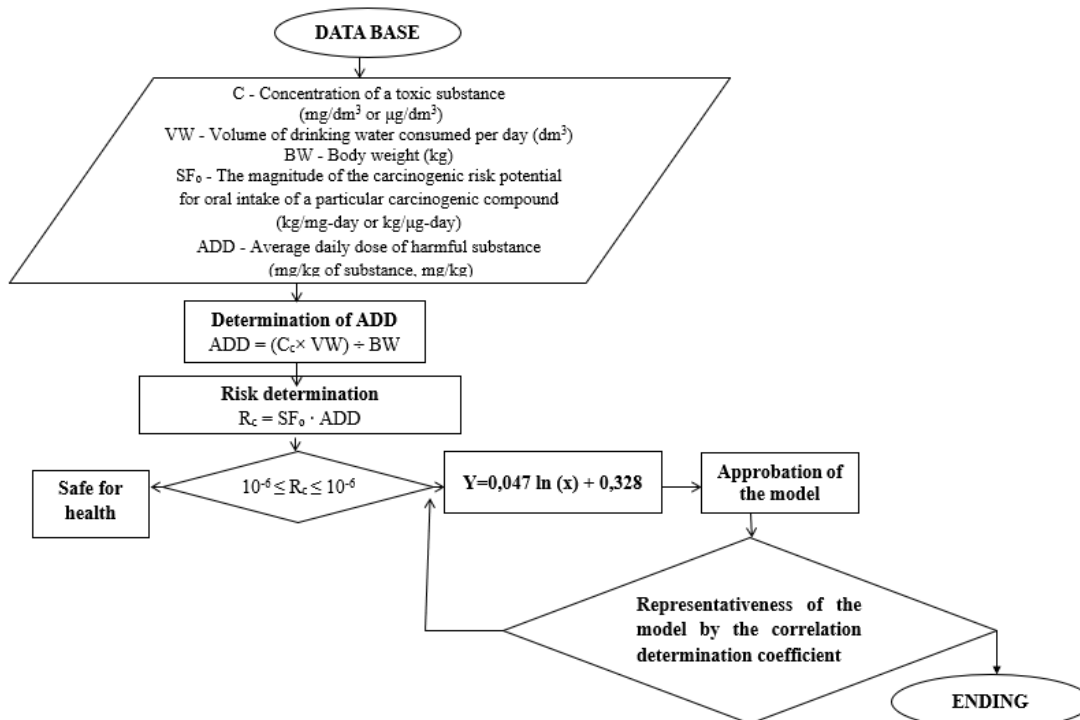 DATA BASE
C - Concentration of a toxic substance
(mg/dm³ or µg/dm³)
VW - Volume of drinking water consumed per day (dm³)
BW - Body weight (kg)
SFₒ - The magnitude of the carcinogenic risk potential
for oral intake of a particular carcinogenic compound
(kg/mg-day or kg/µg-day)
ADD - Average daily dose of harmful substance
(mg/kg of substance, mg/kg)
Determination of ADD
ADD = (C꜀× VW) ÷ BW
Risk determination
R꜀ = SFₒ · ADD
10⁻⁶ ≤ R꜀ ≤ 10⁻⁶
Safe for
health
Y=0,047 ln (x) + 0,328
Approbation of
the model
Representativeness of the
model by the correlation
determination coefficient
ENDING